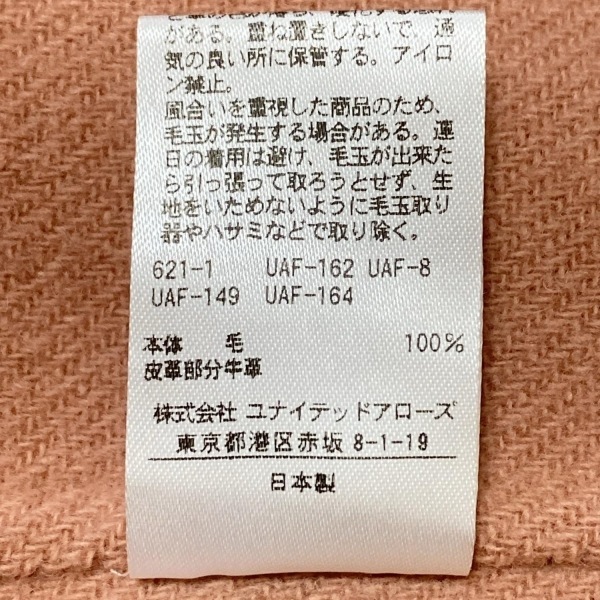 がある。重ね置きしないで、通
気の良い所に保管する。アイロ
ン禁止。
風合いを重視した商品のため、
毛玉が発生する場合がある。連
日の着用は避け、毛玉が出来た
ら引っ張って取ろうとせず、生
地をいためないように毛玉取り
器やハサミなどで取り除く。
621-1 UAF-162 UAF-8
UAF-149 UAF-164
本体 毛 100%
皮革部分牛革
株式会社 ユナイテッドアローズ
東京都港区赤坂 8-1-19
日本製